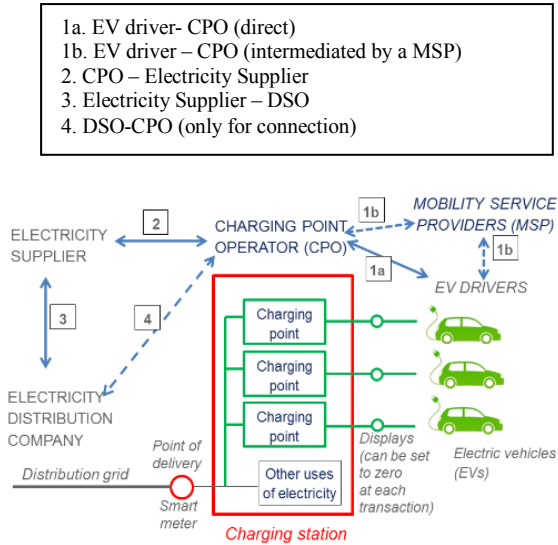 1a. EV driver- CPO (direct)
1b. EV driver – CPO (intermediated by a MSP)
2. CPO – Electricity Supplier
3. Electricity Supplier – DSO
4. DSO-CPO (only for connection)
1b
MOBILITY SERVICE
PROVIDERS (MSP)
ELECTRICITY
SUPPLIER
2
CHARGING POINT
OPERATOR (CPO)
1b
1a
EV DRIVERS
3
4
Charging
point
Charging
point
Charging
point
ELECTRICITY
DISTRIBUTION
COMPANY
Point of
delivery
Distribution grid
Smart
meter
Other uses
of electricity
Displays
(can be set
to zero
at each
transaction)
Electric vehicles
(EVs)
Charging station